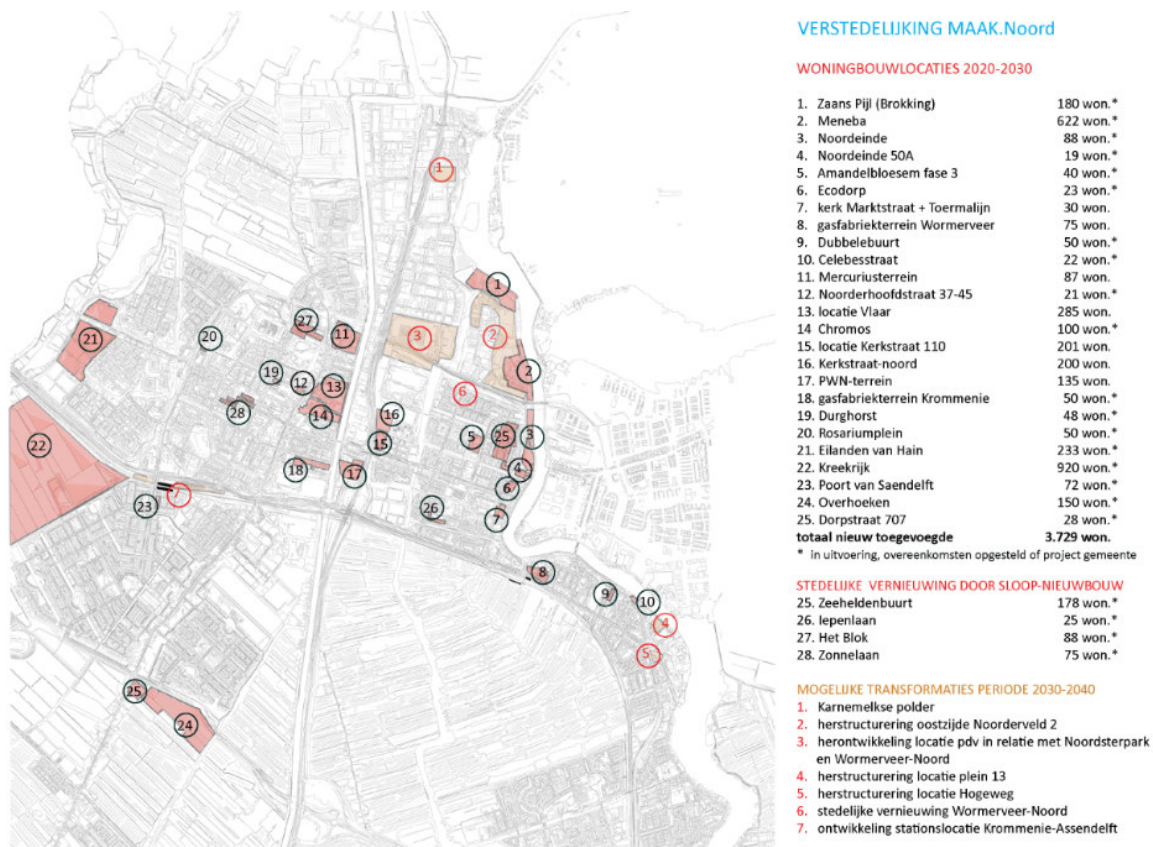 VERSTEDELIJKING MAAK.Noord
WONINGBOUWLOCATIES 2020-2030
1. Zaans Pijl (Brokking) 180 won.*
2. Meneba 622 won.*
3. Noordeinde 88 won.*
4. Noordeinde 50A 19 won.*
5. Amandelbloesem fase 3 40 won.*
6. Ecodorp 23 won.*
7. kerk Marktstraat + Toermalijn 30 won.
8. gasfabriekterrein Wormerveer 75 won.
9. Dubbelebuurt 50 won.*
10. Celebesstraat 22 won.*
11. Mercuriusterrein 87 won.
12. Noorderhoofdstraat 37-45 21 won.*
13. locatie Vlaar 285 won.
14 Chromos 100 won.*
15. locatie Kerkstraat 110 201 won.
16. Kerkstraat-noord 200 won.
17. PWN-terrein 135 won.
18. gasfabriekterrein Krommenie 50 won.*
19. Durghorst 48 won.*
20. Rosariumplein 50 won.*
21. Eilanden van Hain 233 won.*
22. Kreekrijk 920 won.*
23. Poort van Saendelft 72 won.*
24. Overhoeken 150 won.*
25. Dorpstraat 707 28 won.*
totaal nieuw toegevoegde 3.729 won.
* in uitvoering, overeenkomsten opgesteld of project gemeente
STEDELIJKE VERNIEUWING DOOR SLOOP-NIEUWBOUW
25. Zeeheldenbuurt 178 won.*
26. Iepenlaan 25 won.*
27. Het Blok 88 won.*
28. Zonnelaan 75 won.*
MOGELIJKE TRANSFORMATIES PERIODE 2030-2040
1. Karnemelkse polder
2. herstructurering oostzijde Noorderveld 2
3. herontwikkeling locatie pdv in relatie met Noordsterpark
en Wormerveer-Noord
4. herstructurering locatie plein 13
5. herstructurering locatie Hogeweg
6. stedelijke vernieuwing Wormerveer-Noord
7. ontwikkeling stationslocatie Krommenie-Assendelft
1
1
27
20
11
3
2
21
19
12
13
2
6
28
14
16
22
15
5
25
3
18
17
4
6
7
23
26
7
8
9
10
4
5
25
24